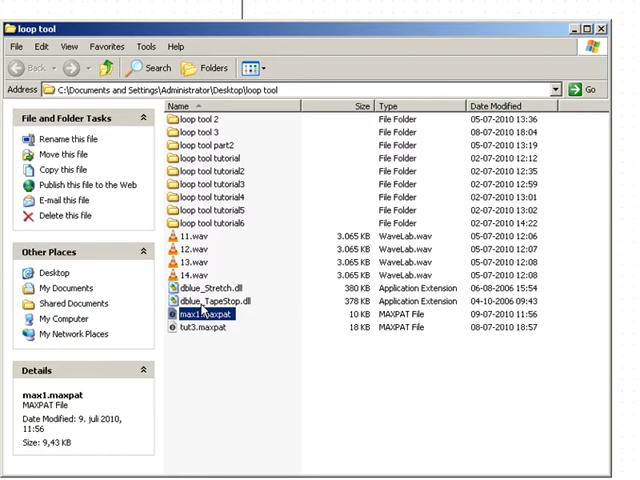 loop tool
File Edit View Favorites Tools Help
Back Search Folders
Address C:\Documents and Settings\Administrator\Desktop\loop tool Go
File and Folder Tasks
Rename this file
Move this file
Copy this file
Publish this file to the Web
E-mail this file
Delete this file
Other Places
Desktop
My Documents
Shared Documents
My Computer
My Network Places
Details
max1.maxpat
MAXPAT File
Date Modified: 9. juli 2010,
11:56
Size: 9,43 KB
Name Size Type Date Modified
loop tool 2 File Folder 05-07-2010 13:36
loop tool 3 File Folder 08-07-2010 18:04
loop tool part2 File Folder 05-07-2010 13:19
loop tool tutorial File Folder 02-07-2010 12:12
loop tool tutorial2 File Folder 02-07-2010 12:35
loop tool tutorial3 File Folder 02-07-2010 12:59
loop tool tutorial4 File Folder 02-07-2010 13:01
loop tool tutorial5 File Folder 02-07-2010 13:02
loop tool tutorial6 File Folder 02-07-2010 14:22
11.wav 3.065 KB WaveLab.wav 02-07-2010 12:06
12.wav 3.065 KB WaveLab.wav 02-07-2010 12:07
13.wav 3.065 KB WaveLab.wav 02-07-2010 12:08
14.wav 3.065 KB WaveLab.wav 02-07-2010 12:08
dblue_Stretch.dll 380 KB Application Extension 06-08-2006 15:54
dblue_TapeStop.dll 378 KB Application Extension 04-10-2006 09:43
max1.maxpat 10 KB MAXPAT File 09-07-2010 11:56
tut3.maxpat 18 KB MAXPAT File 08-07-2010 18:57